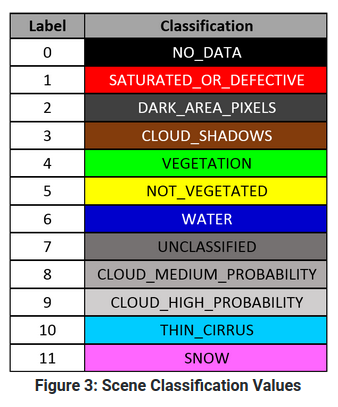 Label Classification
0 NO_DATA
1 SATURATED_OR_DEFECTIVE
2 DARK_AREA_PIXELS
3 CLOUD_SHADOWS
4 VEGETATION
5 NOT_VEGETATED
6 WATER
7 UNCLASSIFIED
8 CLOUD_MEDIUM_PROBABILITY
9 CLOUD_HIGH_PROBABILITY
10 THIN_CIRRUS
11 SNOW
Figure 3: Scene Classification Values